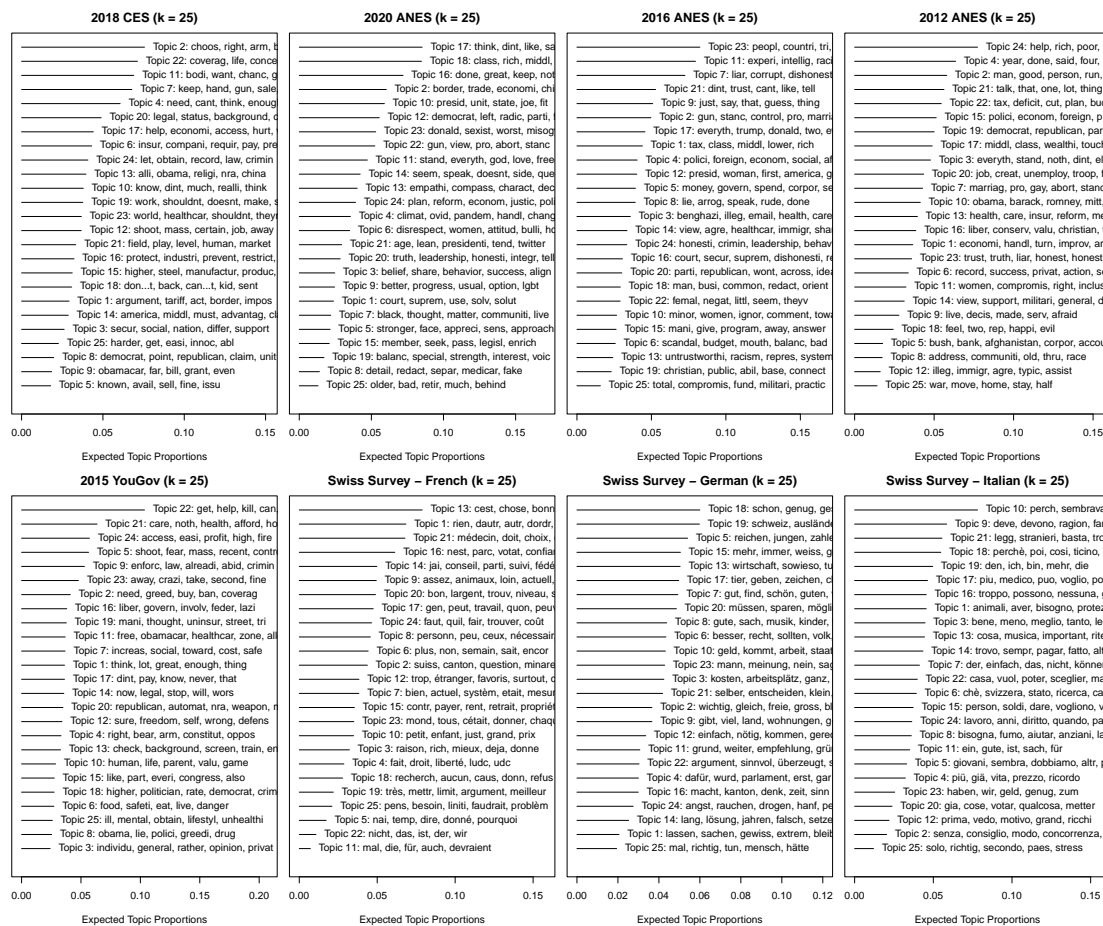 2018 CES (k = 25)
Topic 2: choos, right, arm, b
Topic 22: coverag, life, conce
Topic 11: bodi, want, chanc, g
Topic 7: keep, hand, gun, sale
Topic 4: need, cant, think, enoug
Topic 20: legal, status, background, c
Topic 17: help, economi, access, hurt,
Topic 6: insur, compani, requir, pay, pre
Topic 24: let, obtain, record, law, crimin
Topic 13: alli, obama, religi, nra, china
Topic 10: know, dint, much, realli, think
Topic 19: work, shouldnt, doesnt, make, s
Topic 23: world, healthcar, shouldnt, they
Topic 12: shoot, mass, certain, job, away
Topic 21: field, play, level, human, market
Topic 16: protect, industri, prevent, restrict,
Topic 15: higher, steel, manufactur, produc,
Topic 18: don...t, back, can...t, kid, sent
Topic 1: argument, tariff, act, border, impos
Topic 14: america, middl, must, advantag, cl
Topic 3: secur, social, nation, differ, support
Topic 25: harder, get, easi, innoc, abl
Topic 8: democrat, point, republican, claim, unit
Topic 9: obamacar, far, bill, grant, even
Topic 5: known, avail, sell, fine, issu
0.00 0.05 0.10 0.15
Expected Topic Proportions
2020 ANES (k = 25)
Topic 17: think, dint, like, sa
Topic 18: class, rich, middl,
Topic 16: done, great, keep, not
Topic 2: border, trade, economi, chi
Topic 10: presid, unit, state, joe, fit
Topic 12: democrat, left, radic, parti, f
Topic 23: donald, sexist, worst, misog
Topic 22: gun, view, pro, abort, stanc
Topic 11: stand, everyth, god, love, free
Topic 14: seem, speak, doesnt, side, que
Topic 13: empathi, compass, charact, dec
Topic 24: plan, reform, econom, justic, poli
Topic 4: climat, ovid, pandem, handl, chang
Topic 6: disrespect, women, attitud, bulli, ho
Topic 21: age, lean, presidenti, tend, twitter
Topic 20: truth, leadership, honesti, integr, tell
Topic 3: belief, share, behavior, success, align
Topic 9: better, progress, usual, option, lgbt
Topic 1: court, suprem, use, solv, solut
Topic 7: black, thought, matter, communiti, live
Topic 5: stronger, face, appreci, sens, approach
Topic 15: member, seek, pass, legisl, enrich
Topic 19: balanc, special, strength, interest, voic
Topic 8: detail, redact, separ, medicar, fake
Topic 25: older, bad, retir, much, behind
0.00 0.05 0.10 0.15
Expected Topic Proportions
2016 ANES (k = 25)
Topic 23: peopl, countri, tri,
Topic 11: experi, intellig, raci
Topic 7: liar, corrupt, dishonest
Topic 21: dint, trust, cant, like, tell
Topic 9: just, say, that, guess, thing
Topic 2: gun, stanc, control, pro, marri
Topic 17: everyth, trump, donald, two, e
Topic 1: tax, class, middl, lower, rich
Topic 4: polici, foreign, econom, social, af
Topic 12: presid, woman, first, america, g
Topic 5: money, govern, spend, corpor, se
Topic 8: lie, arrog, speak, rude, done
Topic 3: benghazi, illeg, email, health, care
Topic 14: view, agre, healthcar, immigr, shar
Topic 24: honesti, crimin, leadership, behav
Topic 16: court, secur, suprem, dishonesti, re
Topic 20: parti, republican, wont, across, idea
Topic 18: man, busi, common, redact, orient
Topic 22: femal, negat, littl, seem, theyv
Topic 10: minor, women, ignor, comment, towa
Topic 15: mani, give, program, away, answer
Topic 6: scandal, budget, mouth, balanc, bad
Topic 13: untrustworthi, racism, repres, system
Topic 19: christian, public, abil, base, connect
Topic 25: total, compromis, fund, militari, practic
0.00 0.05 0.10 0.15
Expected Topic Proportions
2012 ANES (k = 25)
Topic 24: help, rich, poor,
Topic 4: year, done, said, four,
Topic 2: man, good, person, run,
Topic 21: talk, that, one, lot, thing
Topic 22: tax, deficit, cut, plan, bud
Topic 15: polici, econom, foreign, p
Topic 19: democrat, republican, par
Topic 17: middl, class, wealthi, touch
Topic 3: everyth, stand, noth, dint, el
Topic 20: job, creat, unemploy, troop, f
Topic 7: marriag, pro, gay, abort, stanc
Topic 10: obama, barack, romney, mitt,
Topic 13: health, care, insur, reform, me
Topic 16: liber, conserv, valu, christian,
Topic 1: economi, handl, turn, improv, ar
Topic 23: trust, truth, liar, honest, honest
Topic 6: record, success, privat, action, s
Topic 11: women, compromis, right, inclus
Topic 14: view, support, militari, general, d
Topic 9: live, decis, made, serv, afraid
Topic 18: feel, two, rep, happi, evil
Topic 5: bush, bank, afghanistan, corpor, accou
Topic 8: address, communiti, old, thru, race
Topic 12: illeg, immigr, agre, typic, assist
Topic 25: war, move, home, stay, half
0.00 0.05 0.10 0.15
Expected Topic Proportions
2015 YouGov (k = 25)
Topic 22: get, help, kill, can,
Topic 21: care, noth, health, afford, ho
Topic 24: access, easi, profit, high, fire
Topic 5: shoot, fear, mass, recent, contr
Topic 9: enforc, law, alreadi, abid, crimin
Topic 23: away, crazi, take, second, fine
Topic 2: need, greed, buy, ban, coverag
Topic 16: liber, govern, involv, feder, lazi
Topic 19: mani, thought, uninsur, street, tri
Topic 11: free, obamacar, healthcar, zone, all
Topic 7: increas, social, toward, cost, safe
Topic 1: think, lot, great, enough, thing
Topic 17: dint, pay, know, never, that
Topic 14: now, legal, stop, will, wors
Topic 20: republican, automat, nra, weapon, n
Topic 12: sure, freedom, self, wrong, defens
Topic 4: right, bear, arm, constitut, oppos
Topic 13: check, background, screen, train, en
Topic 10: human, life, parent, valu, game
Topic 15: like, part, everi, congress, also
Topic 18: higher, politician, rate, democrat, crim
Topic 6: food, safeti, eat, live, danger
Topic 25: ill, mental, obtain, lifestyl, unhealthi
Topic 8: obama, lie, polici, greedi, drug
Topic 3: individu, general, rather, opinion, privat
0.00 0.05 0.10 0.15 0.20
Expected Topic Proportions
Swiss Survey – French (k = 25)
Topic 13: cest, chose, bonn
Topic 1: rien, dautr, autr, dordr,
Topic 21: médecin, doit, choix,
Topic 16: nest, parc, votat, confian
Topic 14: jai, conseil, parti, suivi, fédé
Topic 9: assez, animaux, loin, actuell,
Topic 20: bon, largent, trouv, niveau, s
Topic 17: gen, peut, travail, quon, peuv
Topic 24: faut, quil, fair, trouver, coût
Topic 8: personn, peu, ceux, nécessair
Topic 6: plus, non, semain, sait, encor
Topic 2: suiss, canton, question, minare
Topic 12: trop, étranger, favoris, surtout, c
Topic 7: bien, actuel, systèm, etait, mesur
Topic 15: contr, payer, rent, retrait, propriét
Topic 23: mond, tous, cétait, donner, chaqu
Topic 10: petit, enfant, just, grand, prix
Topic 3: raison, rich, mieux, deja, donne
Topic 4: fait, droit, liberté, ludc, udc
Topic 18: recherch, aucun, caus, donn, refus
Topic 19: très, mettr, limit, argument, meilleur
Topic 25: pens, besoin, liniti, faudrait, problèm
Topic 5: nai, temp, dire, donné, pourquoi
Topic 22: nicht, das, ist, der, wir
Topic 11: mal, die, für, auch, devraient
0.00 0.05 0.10 0.15
Expected Topic Proportions
Swiss Survey – German (k = 25)
Topic 18: schon, genug, ge
Topic 19: schweiz, auslände
Topic 5: reichen, jungen, zahle
Topic 15: mehr, immer, weiss, g
Topic 13: wirtschaft, sowieso, tu
Topic 17: tier, geben, zeichen, c
Topic 7: gut, find, schön, guten,
Topic 20: müssen, sparen, mögli
Topic 8: gute, sach, musik, kinder,
Topic 6: besser, recht, sollten, volk,
Topic 10: geld, kommt, arbeit, staat
Topic 23: mann, meinung, nein, sag
Topic 3: kosten, arbeitsplätz, ganz,
Topic 21: selber, entscheiden, klein,
Topic 2: wichtig, gleich, freie, gross, bl
Topic 9: gibt, viel, land, wohnungen, g
Topic 12: einfach, nötig, kommen, gerec
Topic 11: grund, weiter, empfehlung, grü
Topic 22: argument, sinnvol, überzeugt, s
Topic 4: dafür, wurd, parlament, erst, gar
Topic 16: macht, kanton, denk, zeit, sinn
Topic 24: angst, rauchen, drogen, hanf, pe
Topic 14: lang, lösung, jahren, falsch, setze
Topic 1: lassen, sachen, gewiss, extrem, bleib
Topic 25: mal, richtig, tun, mensch, hätte
0.00 0.02 0.04 0.06 0.08 0.10 0.12
Expected Topic Proportions
Swiss Survey – Italian (k = 25)
Topic 10: perch, sembrava
Topic 9: deve, devono, ragion, fa
Topic 21: legg, stranieri, basta, tro
Topic 18: perchè, poi, cosi, ticino,
Topic 19: den, ich, bin, mehr, die
Topic 17: piu, medico, puo, voglio, po
Topic 16: troppo, possono, nessuna, g
Topic 1: animali, aver, bisogno, protez
Topic 3: bene, meno, meglio, tanto, le
Topic 13: cosa, musica, important, rite
Topic 14: trovo, sempr, pagar, fatto, alt
Topic 7: der, einfach, das, nicht, könne
Topic 22: casa, vuol, poter, sceglier, ma
Topic 6: chè, svizzera, stato, ricerca, ca
Topic 15: person, soldi, dare, vogliono, v
Topic 24: lavoro, anni, diritto, quando, pa
Topic 8: bisogna, fumo, aiutar, anziani, la
Topic 11: ein, gute, ist, sach, für
Topic 5: giovani, sembra, dobbiamo, altr, p
Topic 4: più, giã, vita, prezzo, ricordo
Topic 23: haben, wir, geld, genug, zum
Topic 20: gia, cose, votar, qualcosa, metter
Topic 12: prima, vedo, motivo, grand, ricchi
Topic 2: senza, consiglio, modo, concorrenza,
Topic 25: solo, richtig, secondo, paes, stress
0.00 0.05 0.10 0.15
Expected Topic Proportions